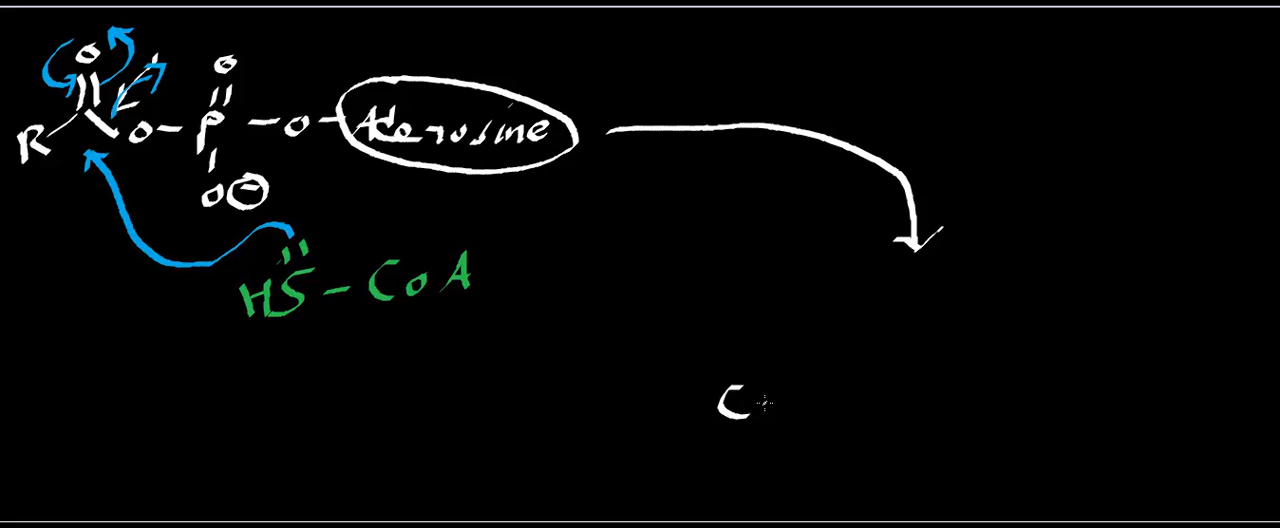 O O
R O – P – O – Adenosine
O⊖
HS – CoA
C